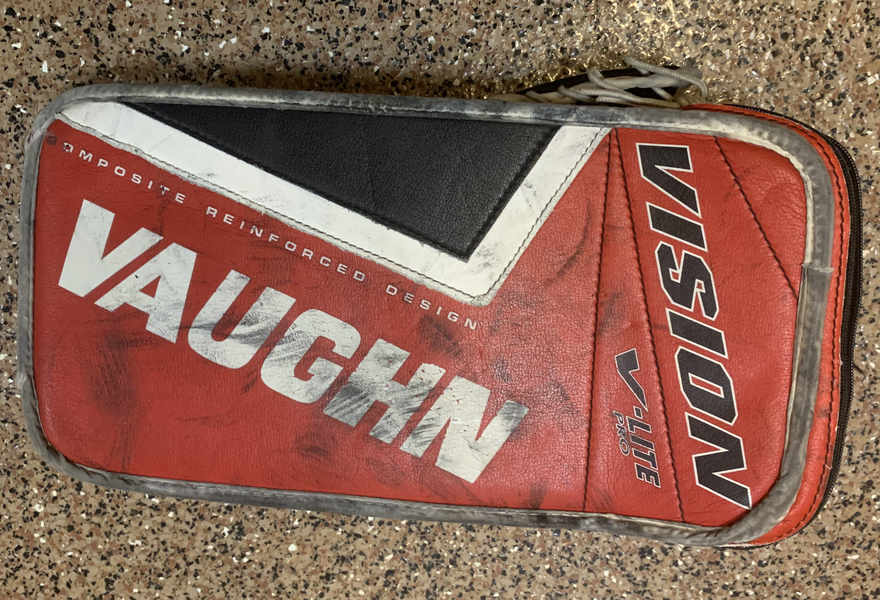 COMPOSITE REINFORCED DESIGN
VAUGHN
VISION
V-LITE
PRO